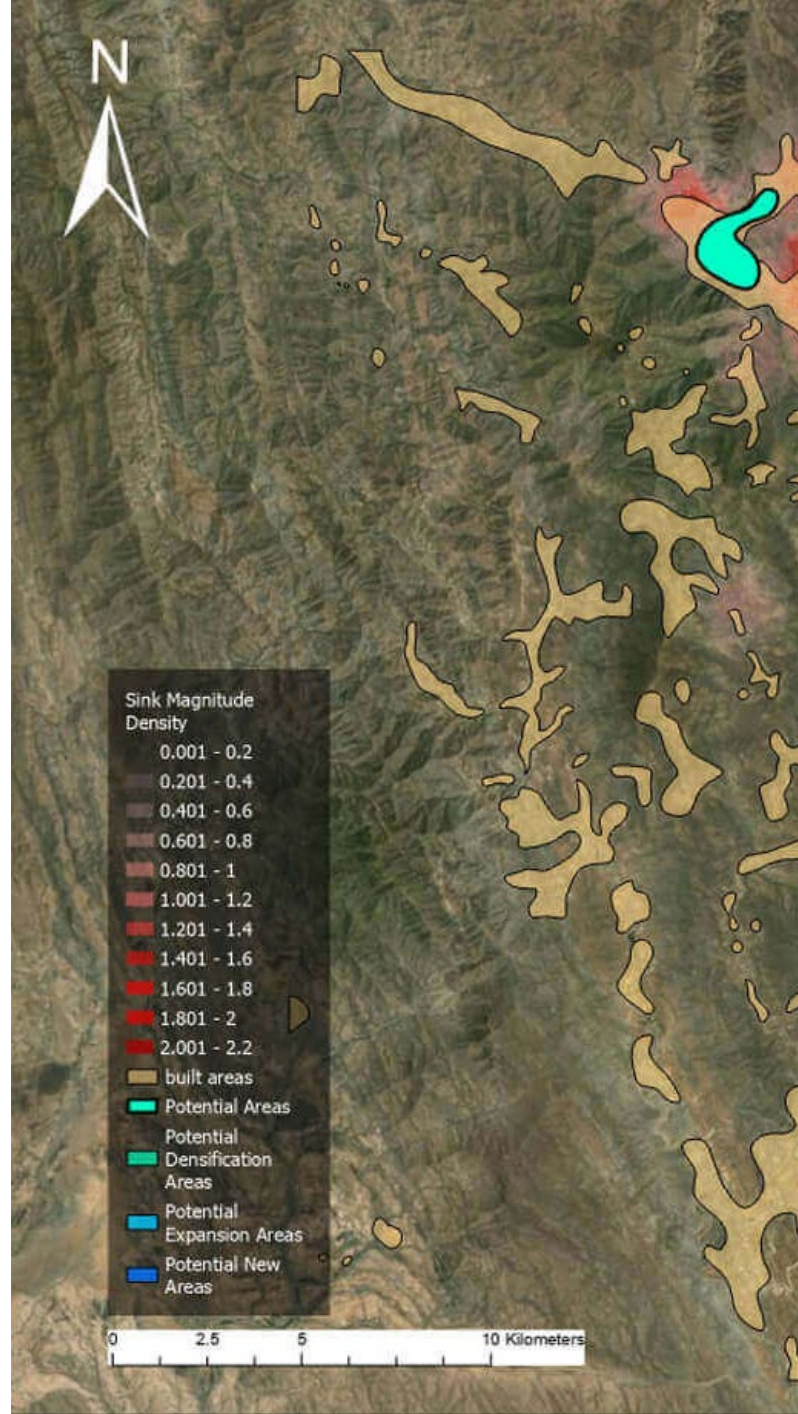 N
Sink Magnitude
Density
0.001 - 0.2
0.201 - 0.4
0.401 - 0.6
0.601 - 0.8
0.801 - 1
1.001 - 1.2
1.201 - 1.4
1.401 - 1.6
1.601 - 1.8
1.801 - 2
2.001 - 2.2
built areas
Potential Areas
Potential
Densification
Areas
Potential
Expansion Areas
Potential New
Areas
0 2.5 5 10 Kilometers